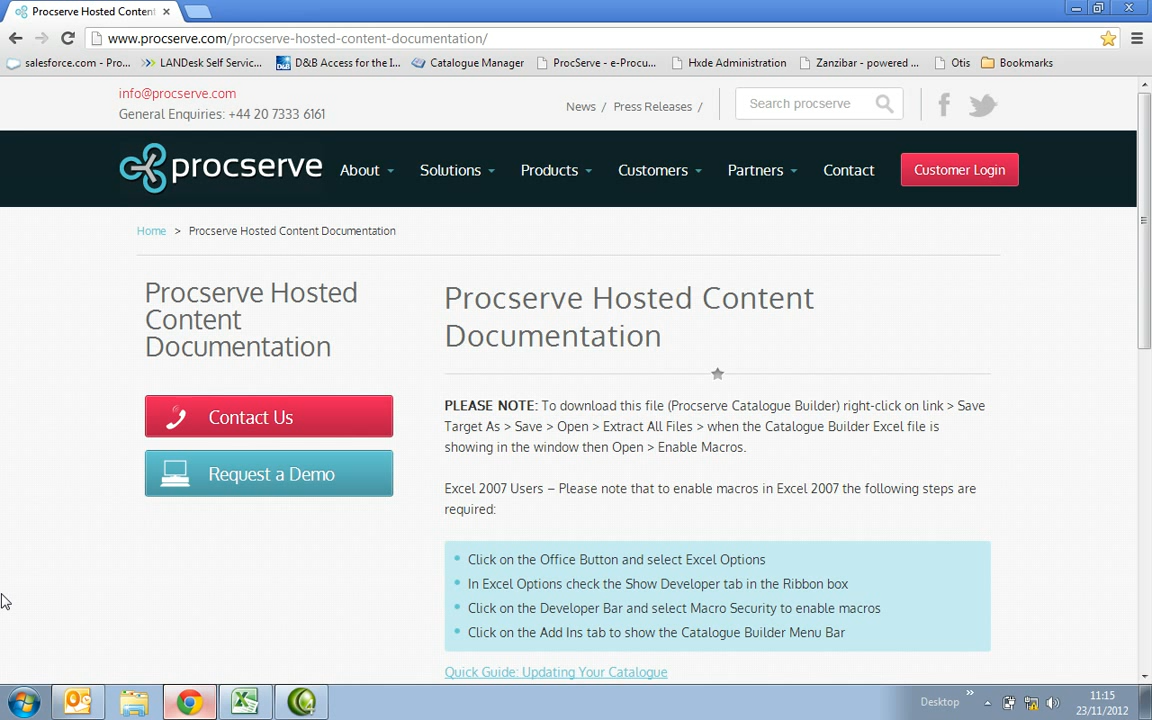 Procserve Hosted Content
www.procserve.com/procserve-hosted-content-documentation/
salesforce.com - Pro...
LANDesk Self Servic...
D&B Access for the I...
Catalogue Manager
ProcServe - e-Procu...
Hxde Administration
Zanzibar - powered ...
Otis
Bookmarks
info@procserve.com
General Enquiries: +44 20 7333 6161
News / Press Releases /
Search procserve
procserve
About
Solutions
Products
Customers
Partners
Contact
Customer Login
Home > Procserve Hosted Content Documentation
Procserve Hosted
Content
Documentation
Contact Us
Request a Demo
Procserve Hosted Content
Documentation
PLEASE NOTE: To download this file (Procserve Catalogue Builder) right-click on link > Save
Target As > Save > Open > Extract All Files > when the Catalogue Builder Excel file is
showing in the window then Open > Enable Macros.
Excel 2007 Users – Please note that to enable macros in Excel 2007 the following steps are
required:
Click on the Office Button and select Excel Options
In Excel Options check the Show Developer tab in the Ribbon box
Click on the Developer Bar and select Macro Security to enable macros
Click on the Add Ins tab to show the Catalogue Builder Menu Bar
Quick Guide: Updating Your Catalogue
Desktop
11:15
23/11/2012